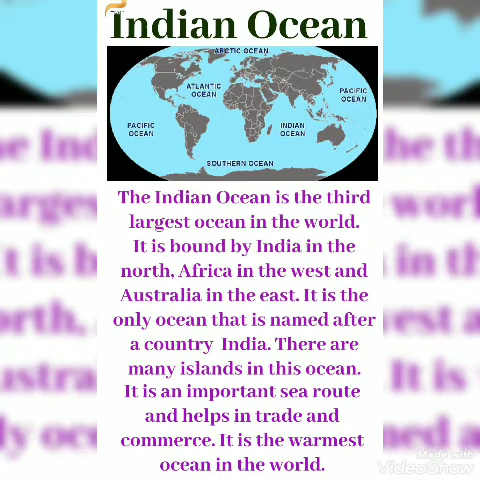 Indian Ocean
ARCTIC OCEAN
ATLANTIC
OCEAN
PACIFIC
OCEAN
PACIFIC
OCEAN
INDIAN
OCEAN
SOUTHERN OCEAN
The Indian Ocean is the third
largest ocean in the world.
It is bound by India in the
north, Africa in the west and
Australia in the east. It is the
only ocean that is named after
a country India. There are
many islands in this ocean.
It is an important sea route
and helps in trade and
commerce. It is the warmest
ocean in the world.
Made with
VideoShow